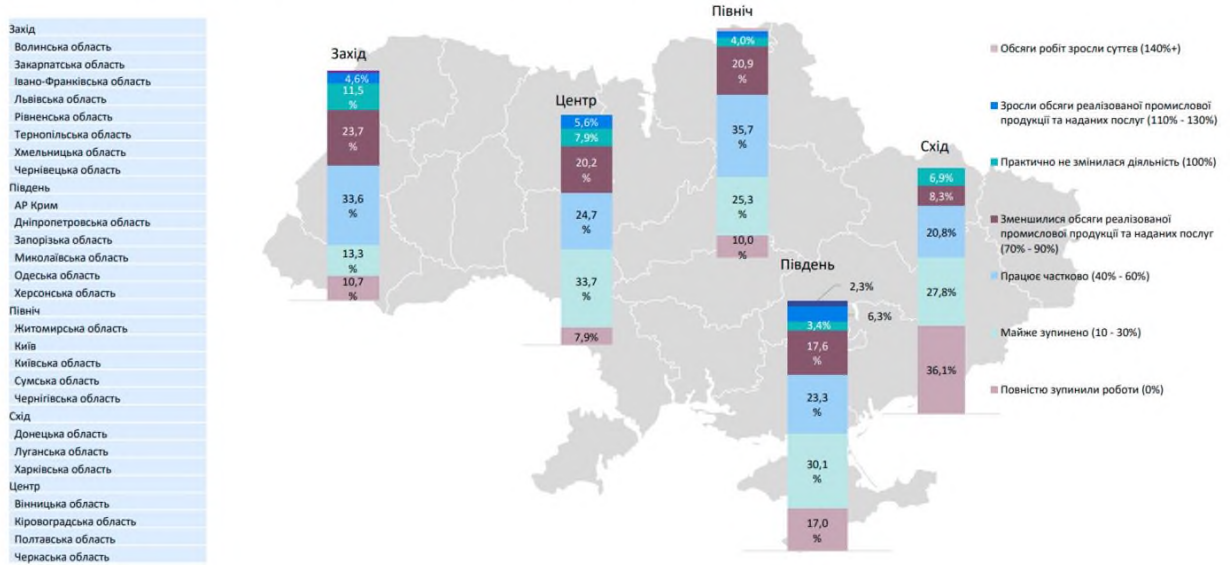 Захід
Волинська область
Закарпатська область
Івано-Франківська область
Львівська область
Рівненська область
Тернопільська область
Хмельницька область
Чернівецька область
Південь
АР Крим
Дніпропетровська область
Запорізька область
Миколаївська область
Одеська область
Херсонська область
Північ
Житомирська область
Київ
Київська область
Сумська область
Чернігівська область
Схід
Донецька область
Луганська область
Харківська область
Центр
Вінницька область
Кіровоградська область
Полтавська область
Черкаська область
Захід
4,6%
11,5
%
23,7
%
33,6
%
13,3
%
10,7
%
Центр
5,6%
7,9%
20,2
%
24,7
%
33,7
%
7,9%
Північ
4,0%
20,9
%
35,7
%
25,3
%
10,0
%
Південь
2,3%
6,3%
3,4%
17,6
%
23,3
%
30,1
%
17,0
%
Схід
6,9%
8,3%
20,8%
27,8%
36,1%
Обсяги робіт зросли суттєв (140%+)
Зросли обсяги реалізованої промислової
продукції та наданих послуг (110% - 130%)
Практично не змінилася діяльність (100%)
Зменшилися обсяги реалізованої
промислової продукції та наданих послуг
(70% - 90%)
Працює частково (40% - 60%)
Майже зупинено (10 - 30%)
Повністю зупинили роботи (0%)